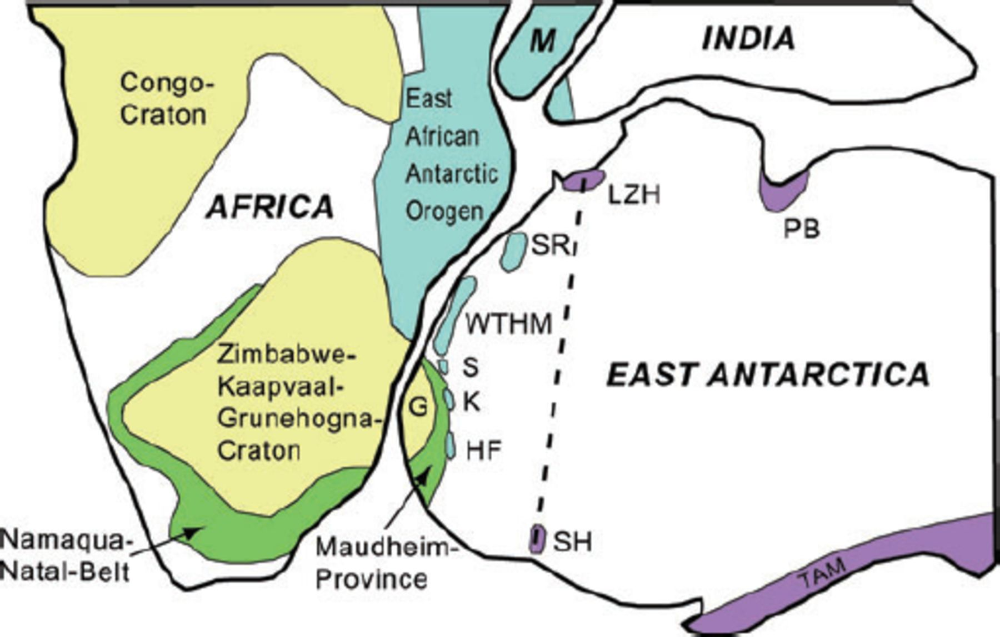 M
INDIA
Congo-
Craton
East
African
Antarctic
Orogen
AFRICA
LZH
PB
SR
WTHM
S
K
HF
G
EAST ANTARCTICA
Zimbabwe-
Kaapvaal-
Grunehogna-
Craton
Namaqua-
Natal-Belt
Maudheim-
Province
SH
TAM